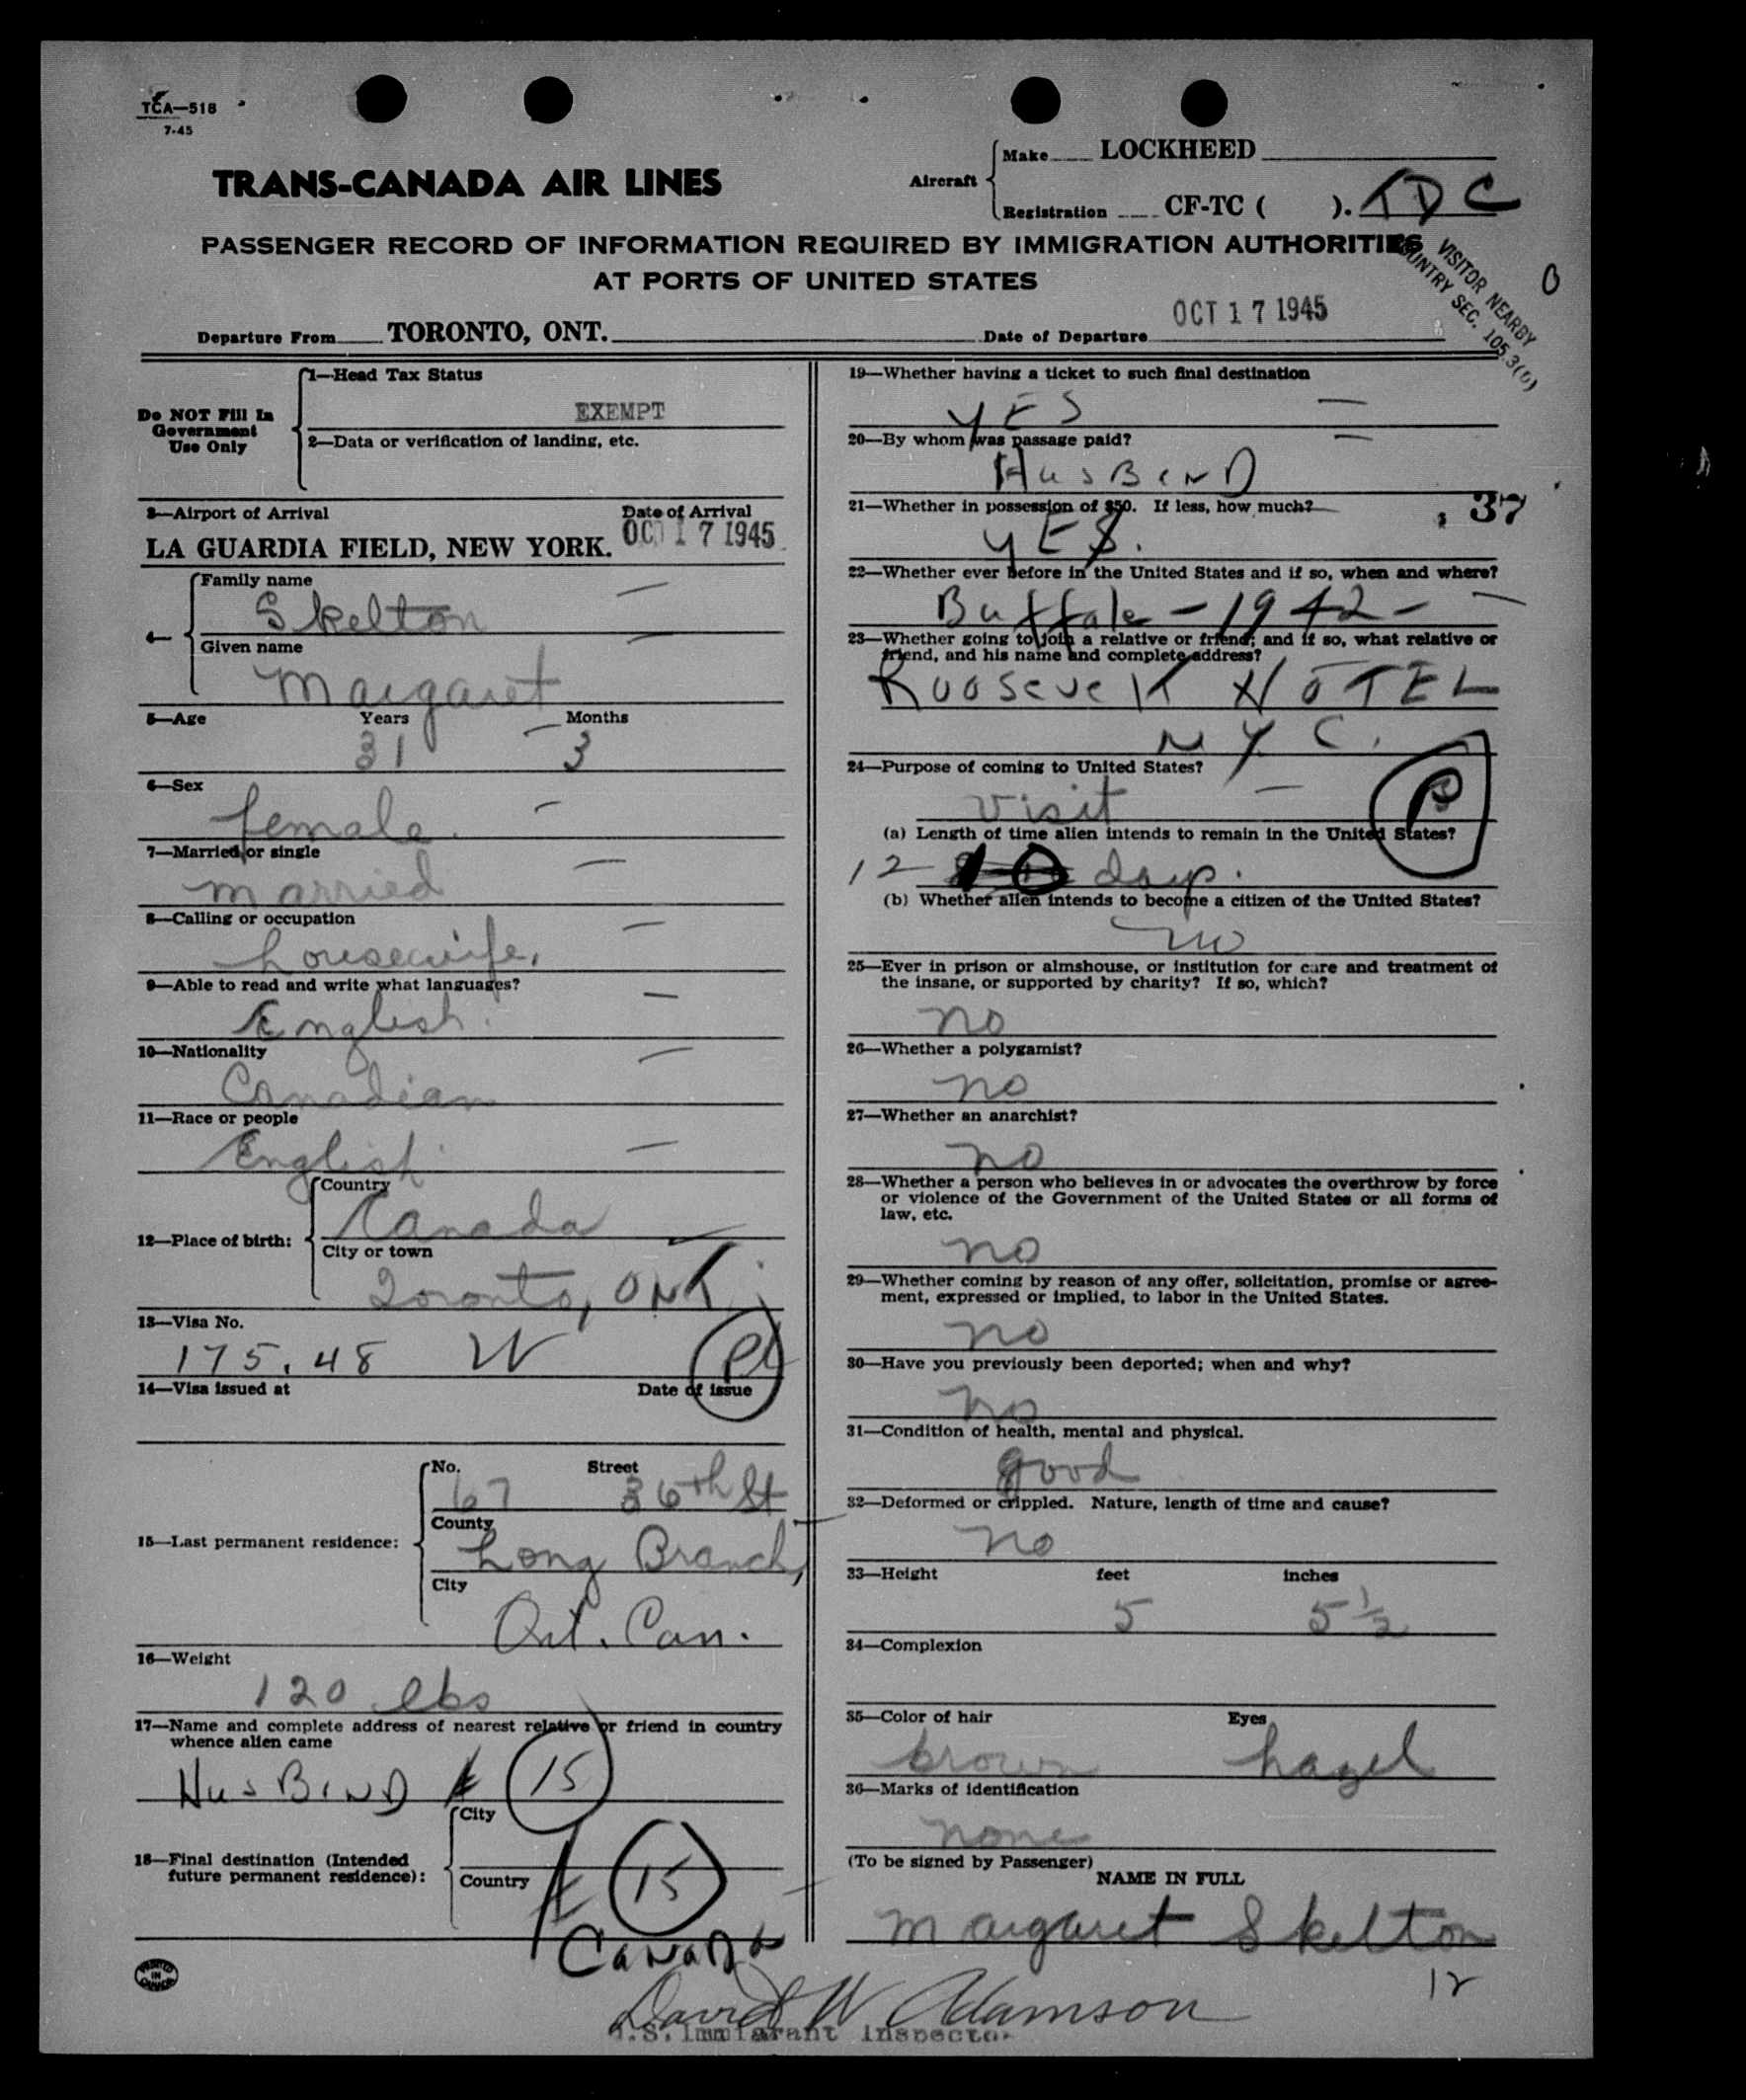 TCA—518
7-45
TRANS-CANADA AIR LINES
Aircraft
Make LOCKHEED
Registration CF-TC ( ). TDC
PASSENGER RECORD OF INFORMATION REQUIRED BY IMMIGRATION AUTHORITIES
AT PORTS OF UNITED STATES
VISITOR NEARBY
COUNTRY SEC. 105.3(b)
Departure From TORONTO, ONT.
Date of Departure OCT 17 1945
Do NOT Fill In
Government
Use Only
1—Head Tax Status
EXEMPT
2—Data or verification of landing, etc.
3—Airport of Arrival Date of Arrival
LA GUARDIA FIELD, NEW YORK. OCT 17 1945
4—
Family name
Skelton
Given name
Margaret
5—Age Years Months
31 3
6—Sex
female.
7—Married or single
married
8—Calling or occupation
housewife.
9—Able to read and write what languages?
English.
10—Nationality
Canadian
11—Race or people
English
12—Place of birth:
Country
Canada
City or town
Toronto, ONT.
13—Visa No.
175.48 W
14—Visa issued at Date of issue
15—Last permanent residence:
No. Street
67 36th St
County
Long Branch,
City
Ont. Can.
16—Weight
120 lbs
17—Name and complete address of nearest relative or friend in country
whence alien came
HusBIND 15
18—Final destination (Intended
future permanent residence):
City
Country
15
Canada
19—Whether having a ticket to such final destination
YES
20—By whom was passage paid?
HusBIND
21—Whether in possession of $50. If less, how much?
YES. 37
22—Whether ever before in the United States and if so, when and where?
Buffalo - 1942 -
23—Whether going to join a relative or friend; and if so, what relative or
friend, and his name and complete address?
RooseveLT HOTEL
NYC.
24—Purpose of coming to United States?
Visit
P
(a) Length of time alien intends to remain in the United States?
12 days.
(b) Whether alien intends to become a citizen of the United States?
no
25—Ever in prison or almshouse, or institution for care and treatment of
the insane, or supported by charity? If so, which?
no
26—Whether a polygamist?
no
27—Whether an anarchist?
no
28—Whether a person who believes in or advocates the overthrow by force
or violence of the Government of the United States or all forms of
law, etc.
no
29—Whether coming by reason of any offer, solicitation, promise or agree-
ment, expressed or implied, to labor in the United States.
no
30—Have you previously been deported; when and why?
no
31—Condition of health, mental and physical.
good
32—Deformed or crippled. Nature, length of time and cause?
no
33—Height feet inches
5 5 1/2
34—Complexion
35—Color of hair Eyes
brown hazel
36—Marks of identification
none
(To be signed by Passenger)
NAME IN FULL
Margaret Skelton
12
PRINTED
IN
CANADA
David W Adamson
U.S. Immigrant Inspector